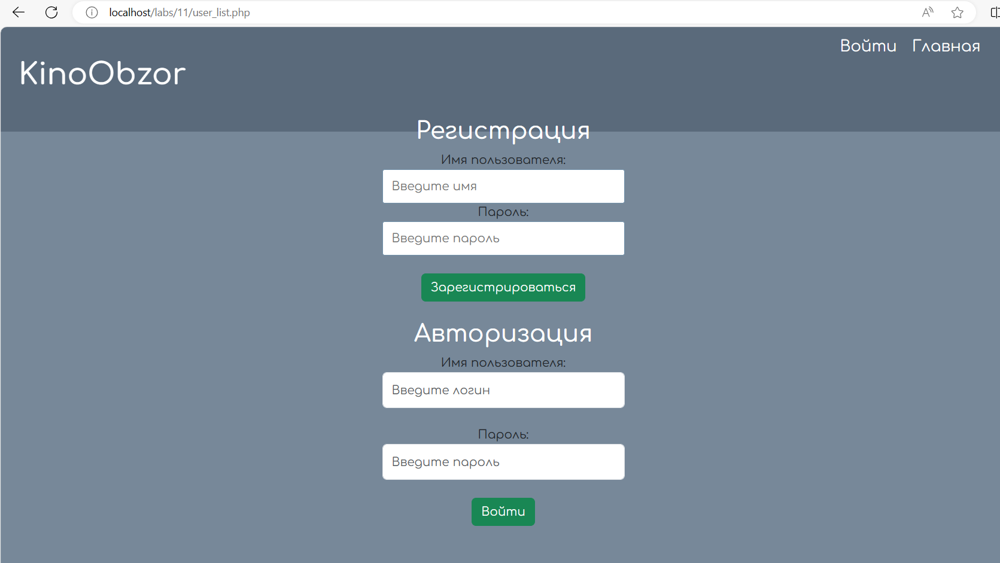 localhost/labs/11/user_list.php
Войти Главная
KinoObzor
Регистрация
Имя пользователя:
Введите имя
Пароль:
Введите пароль
Зарегистрироваться
Авторизация
Имя пользователя:
Введите логин
Пароль:
Введите пароль
Войти